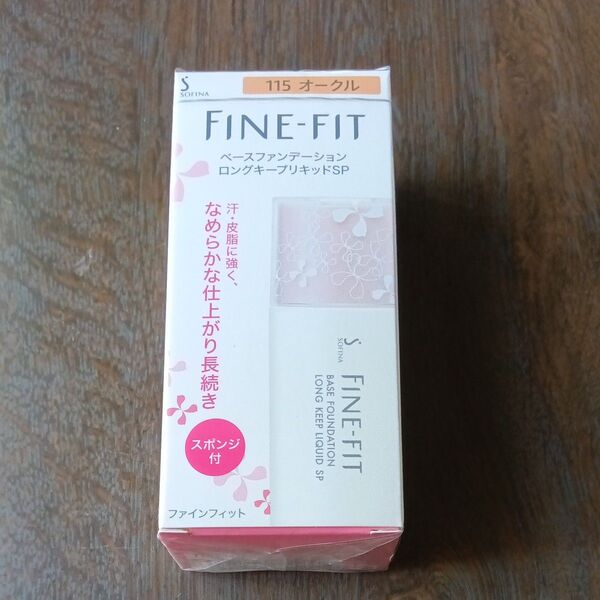 SOFINA
115 オークル
FINE-FIT
ベースファンデーション
ロングキープリキッドSP
汗・皮脂に強く、
なめらかな仕上がり長続き
スポンジ
付
SOFINA
FINE-FIT
BASE FOUNDATION
LONG KEEP LIQUID SP
ファインフィット